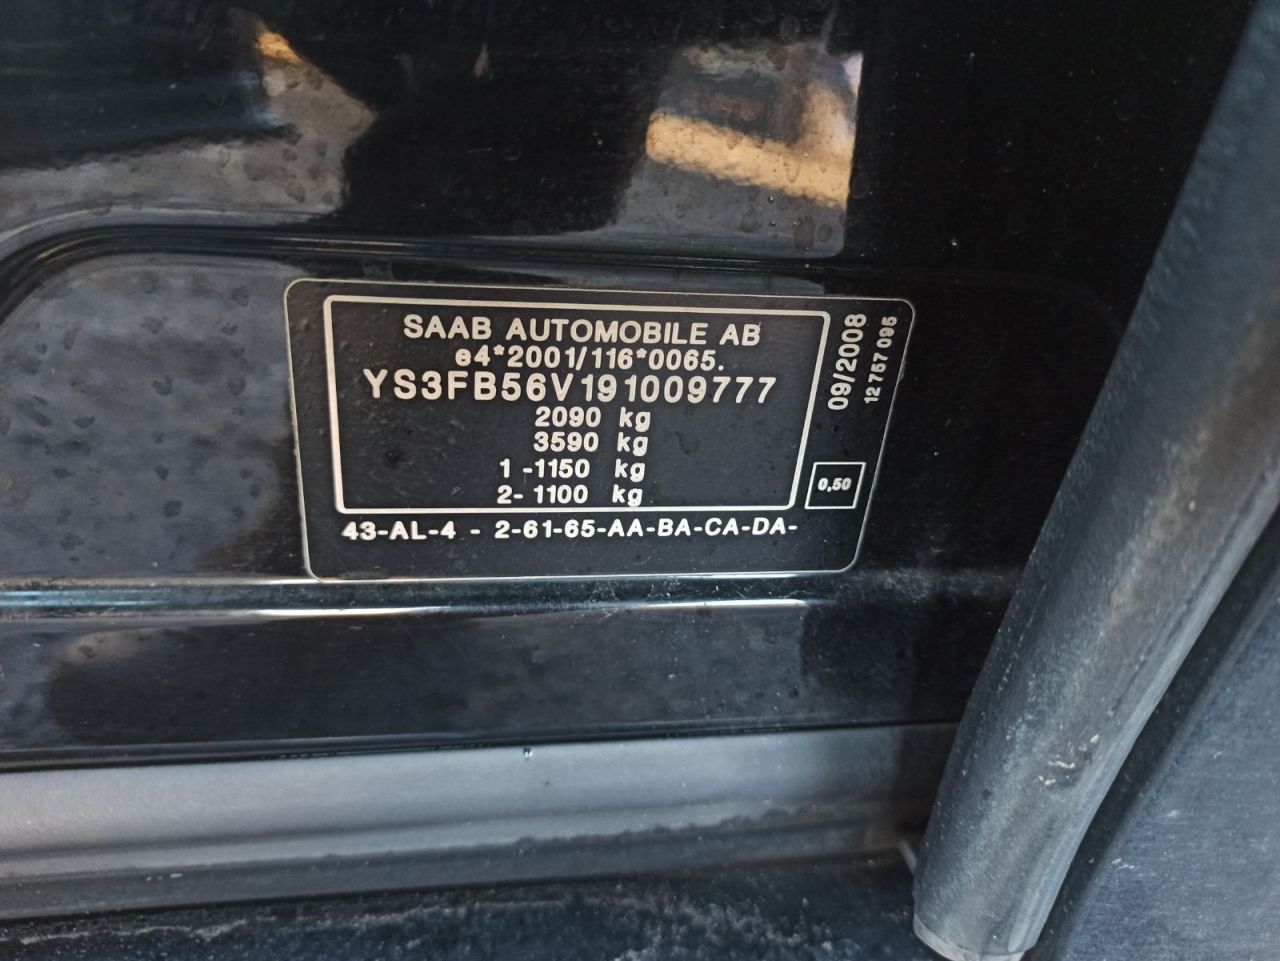 SAAB AUTOMOBILE AB
e4*2001/116*0065.
YS3FB56V191009777
2090 kg
3590 kg
1 -1150 kg
2- 1100 kg
43-AL-4 - 2-61-65-AA-BA-CA-DA-
09/2008
12 757 095
0,50